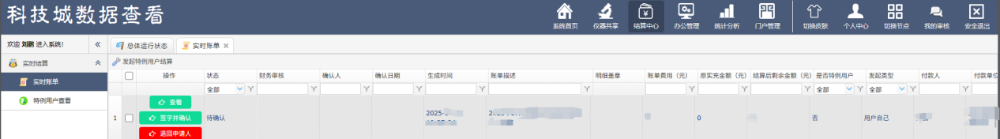 科技城数据查看
系统首页 仪器共享 结算中心 办公管理 统计分析 门户管理 切换皮肤 个人中心 切换节点 我的审核 安全退出
欢迎 刘鹏 进入系统!
总体运行状态 实时账单
实时结算
实时账单
特例用户查看
发起特例用户结算
操作 状态 财务审核 确认人 确认日期 生成时间 账单描述 明细盖章 账单费用（元） 原实充金额（元） 结算后剩余金额（元） 是否特例用户 发起类型 付款人 付款单位
全部 全部 全部
1 查看 签字并确认 退回申请人 待确认 2025- 0 否 用户自己